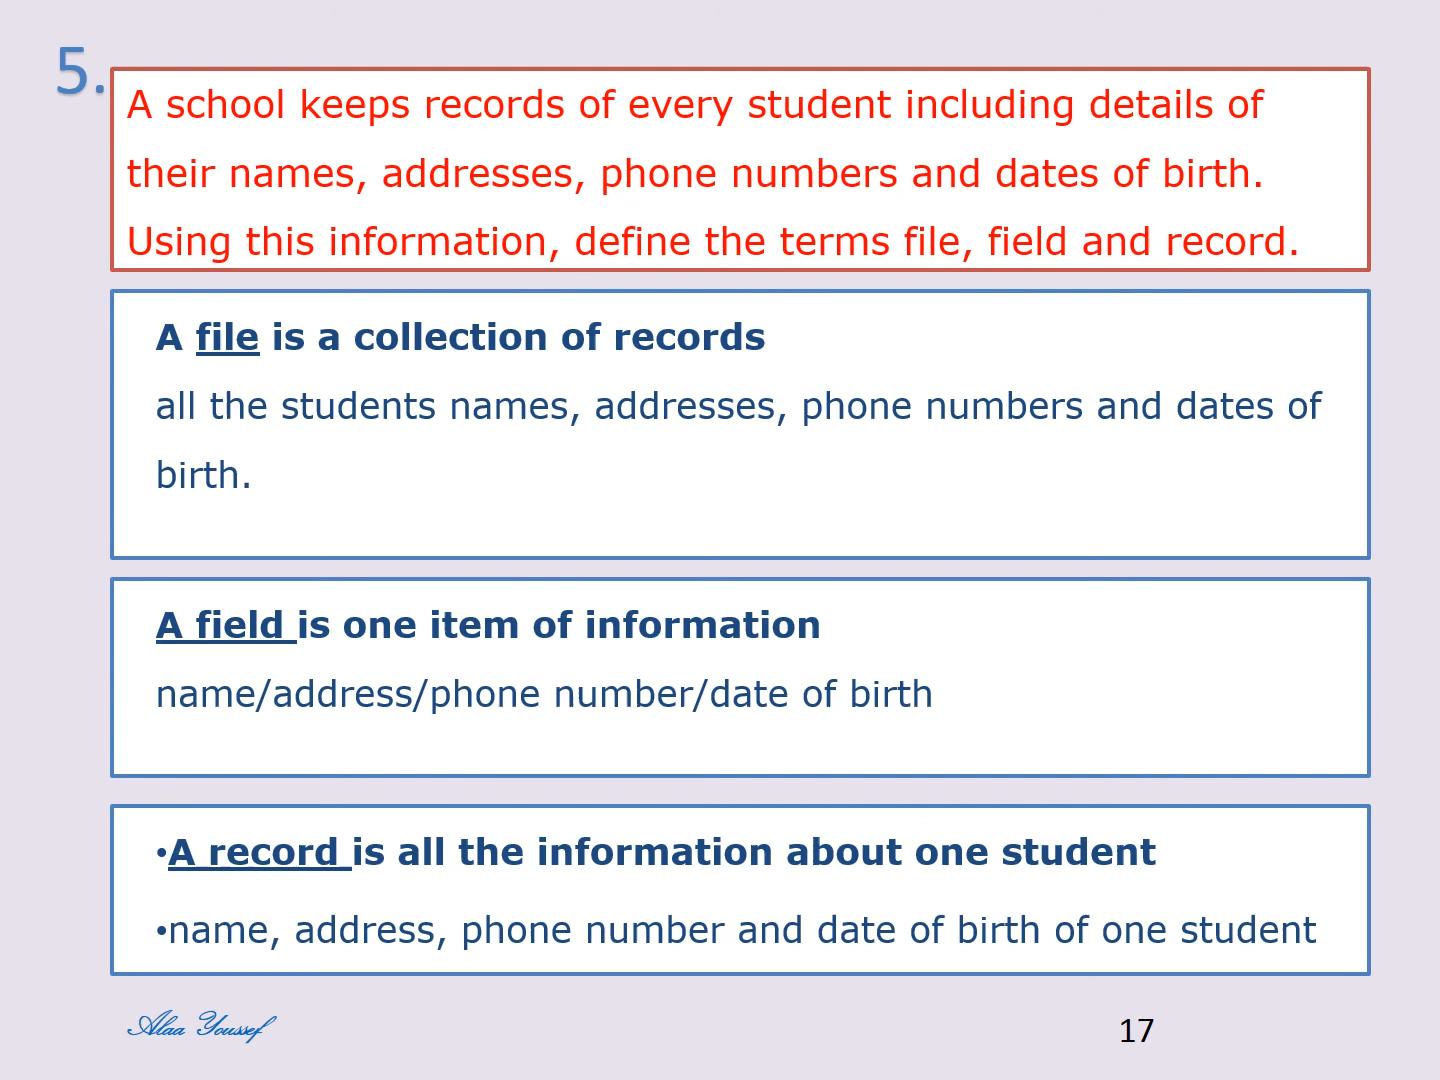 5.
A school keeps records of every student including details of
their names, addresses, phone numbers and dates of birth.
Using this information, define the terms file, field and record.
A file is a collection of records
all the students names, addresses, phone numbers and dates of
birth.
A field is one item of information
name/address/phone number/date of birth
•A record is all the information about one student
•name, address, phone number and date of birth of one student
Alaa Youssef
17